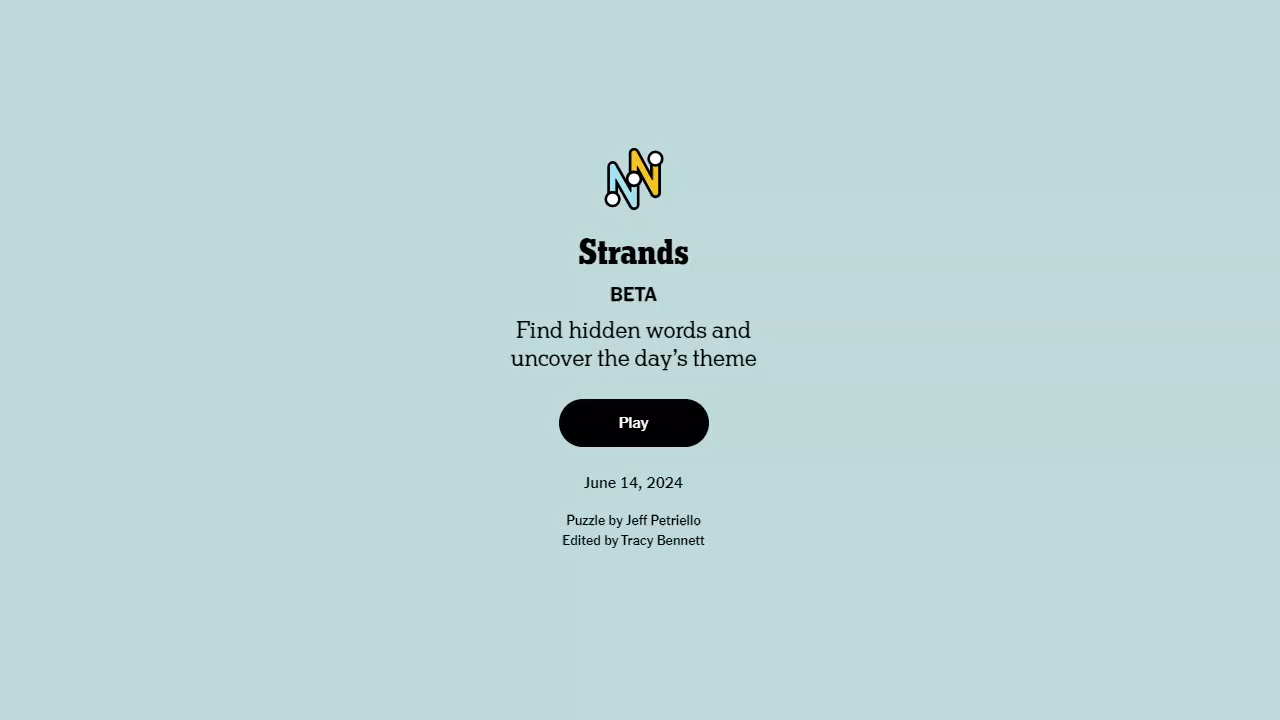 Strands
BETA
Find hidden words and
uncover the day's theme
Play
June 14, 2024
Puzzle by Jeff Petriello
Edited by Tracy Bennett